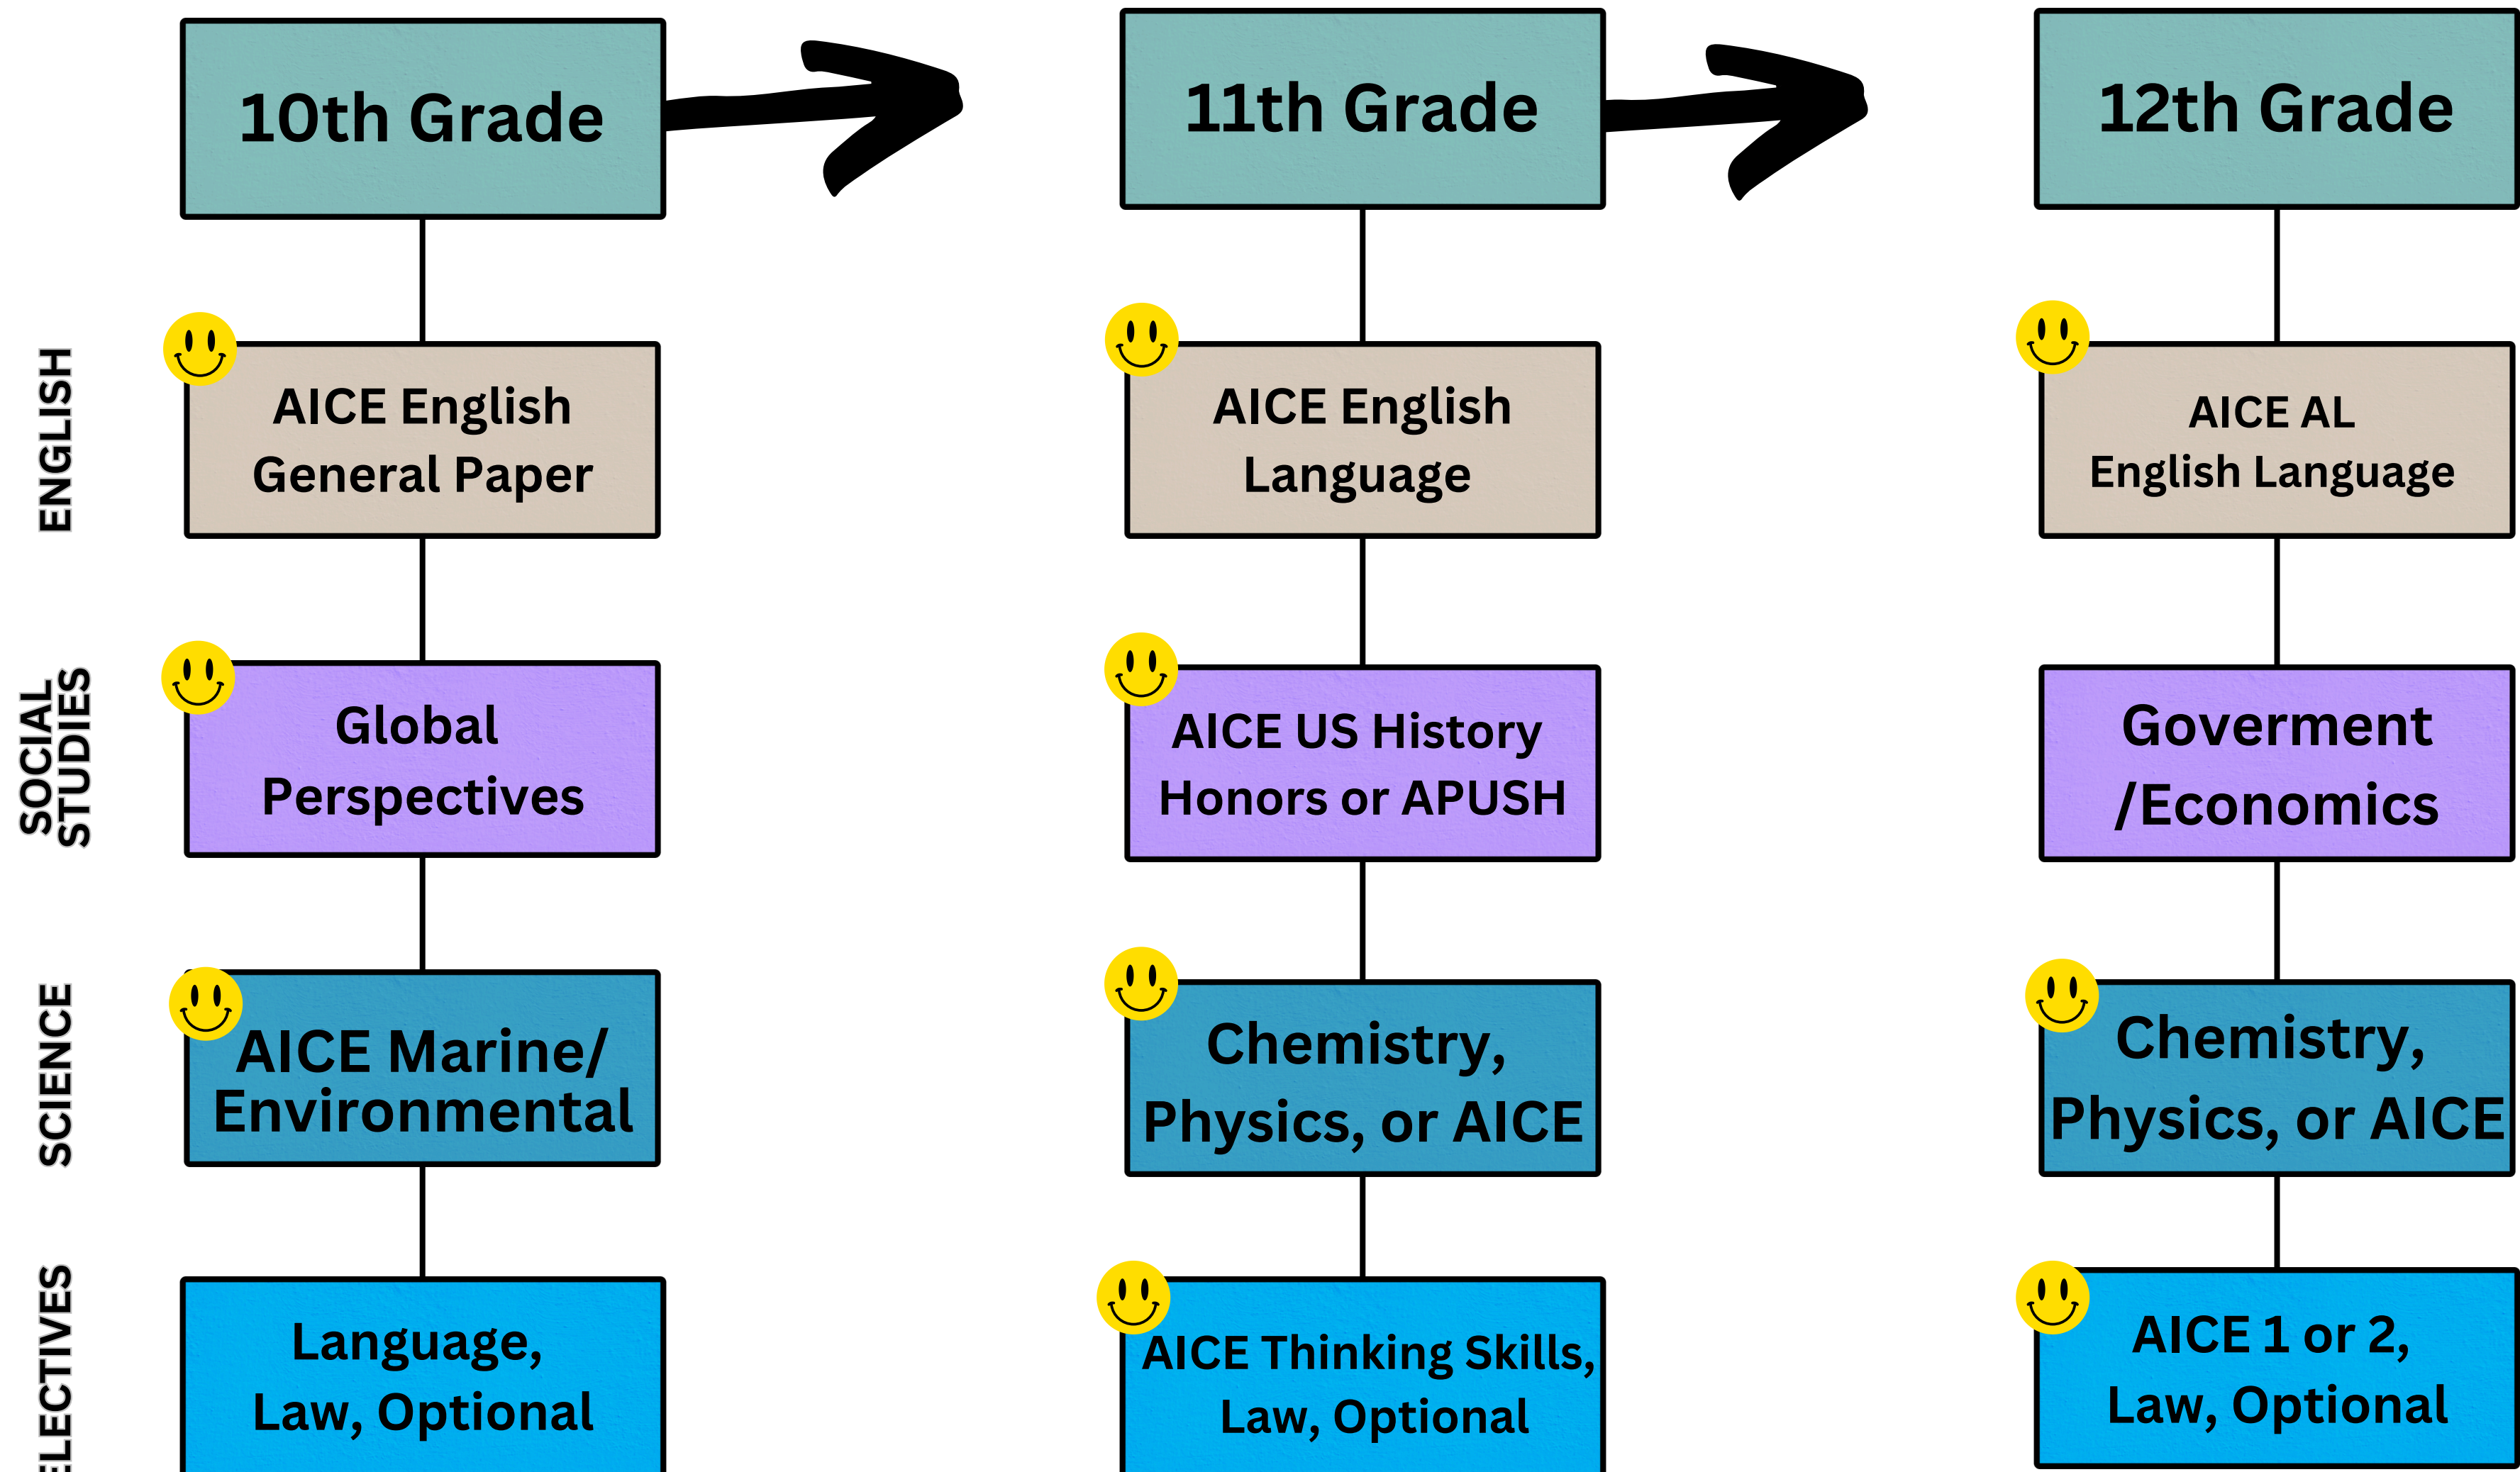 10th Grade
11th Grade
12th Grade
ENGLISH
AICE English
General Paper
AICE English
Language
AICE AL
English Language
SOCIAL
STUDIES
Global
Perspectives
AICE US History
Honors or APUSH
Goverment
/Economics
SCIENCE
AICE Marine/
Environmental
Chemistry,
Physics, or AICE
Chemistry,
Physics, or AICE
ELECTIVES
Language,
Law, Optional
AICE Thinking Skills,
Law, Optional
AICE 1 or 2,
Law, Optional